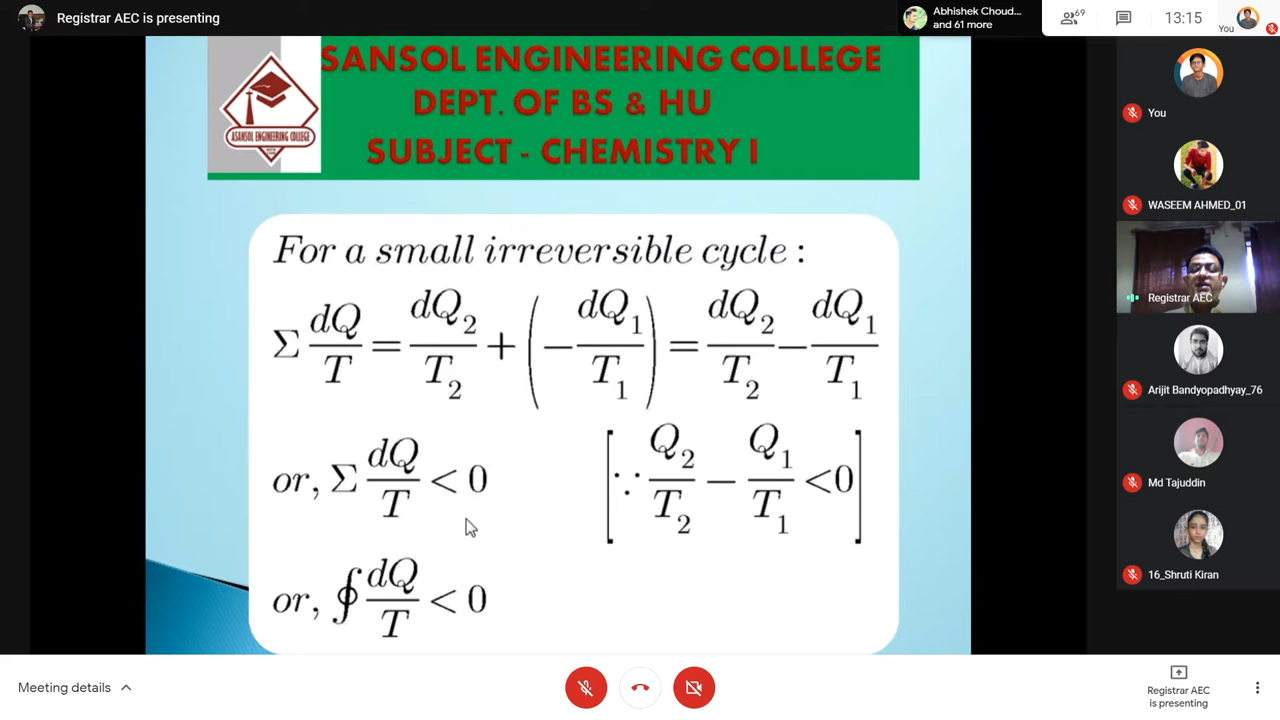 Registrar AEC is presenting
Abhishek Choud...
and 61 more
69
13:15
You
SANSOL ENGINEERING COLLEGE
DEPT. OF BS & HU
SUBJECT - CHEMISTRY I
ASANSOL ENGINEERING COLLEGE
For a small irreversible cycle :
Σ dQ/T = dQ₂/T₂ + (− dQ₁/T₁) = dQ₂/T₂ − dQ₁/T₁
or, Σ dQ/T < 0 [∵ Q₂/T₂ − Q₁/T₁ <0]
or, ∮ dQ/T < 0
You
WASEEM AHMED_01
Registrar AEC
Arijit Bandyopadhyay_76
Md Tajuddin
16_Shruti Kiran
Meeting details
Registrar AEC
is presenting